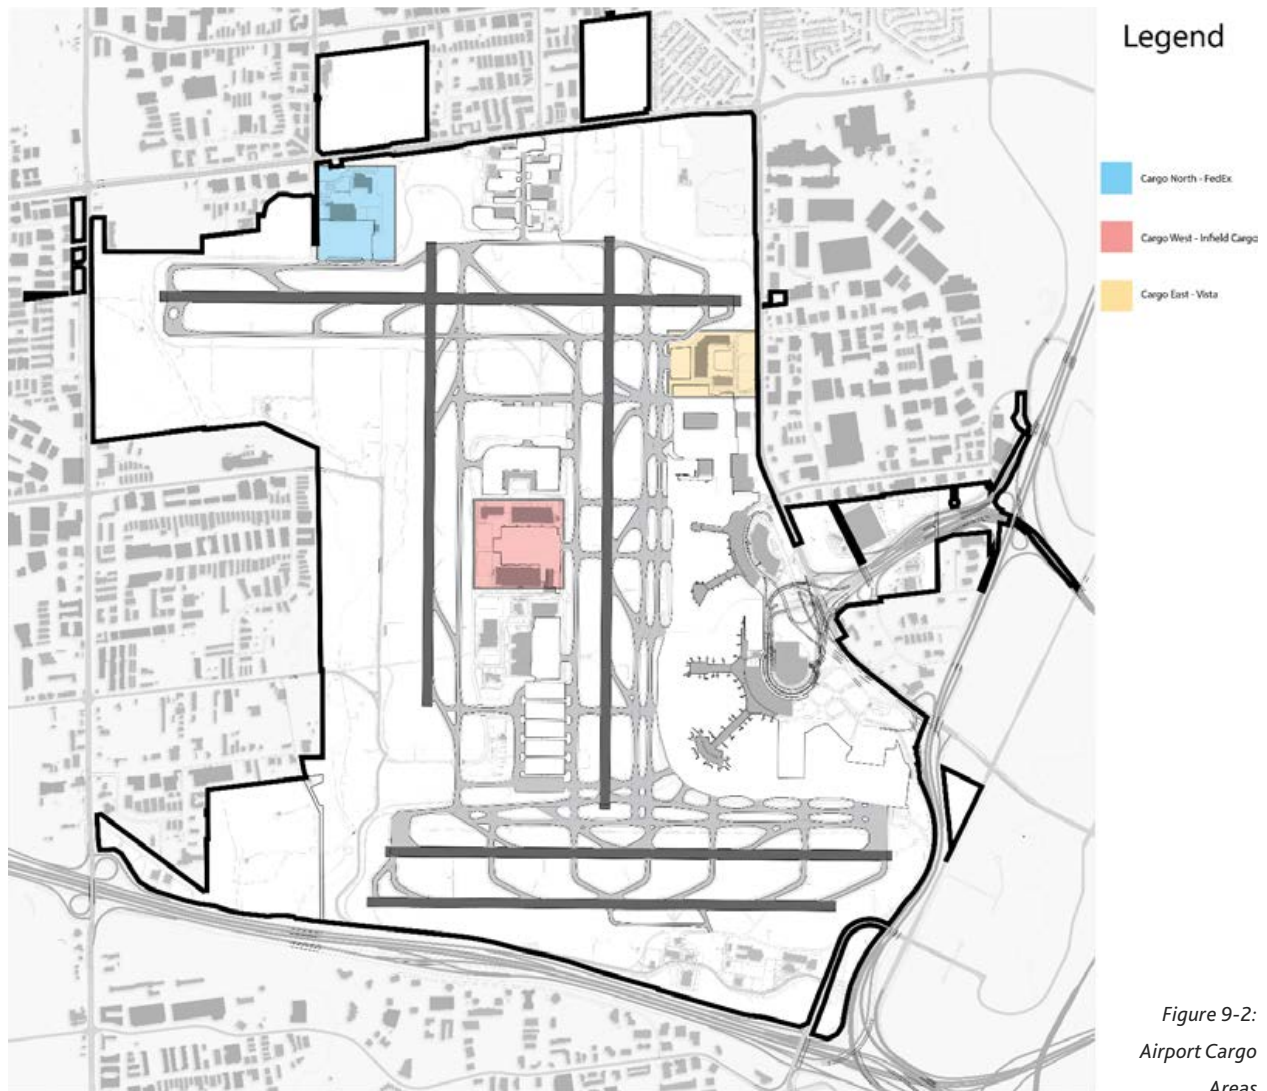 Legend
Cargo North - FedEx
Cargo West - Infield Cargo
Cargo East - Vista
Figure 9-2:
Airport Cargo
Areas